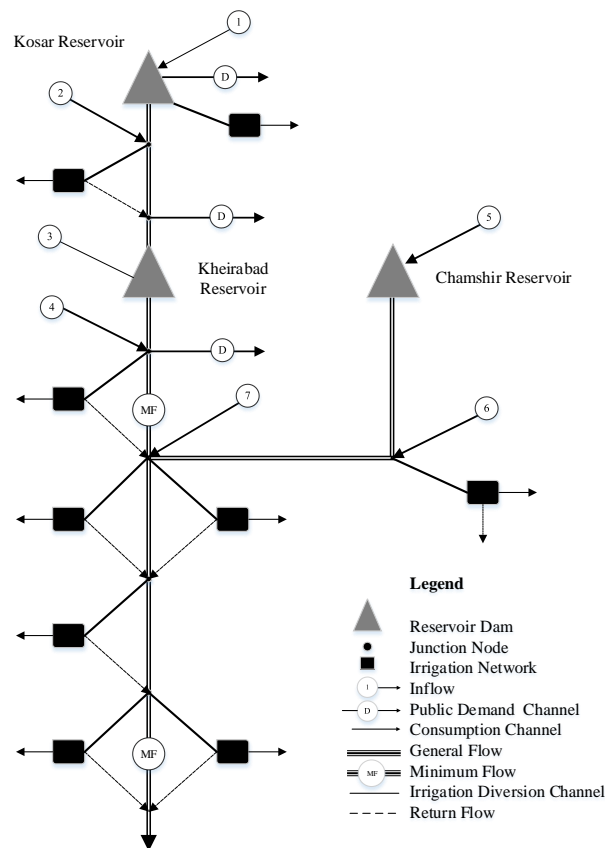 1
Kosar Reservoir
D
2
D
3
5
Kheirabad
Reservoir
Chamshir Reservoir
4
D
7
6
MF
Legend
Reservoir Dam
Junction Node
Irrigation Network
1 Inflow
D Public Demand Channel
Consumption Channel
General Flow
MF Minimum Flow
Irrigation Diversion Channel
Return Flow
MF